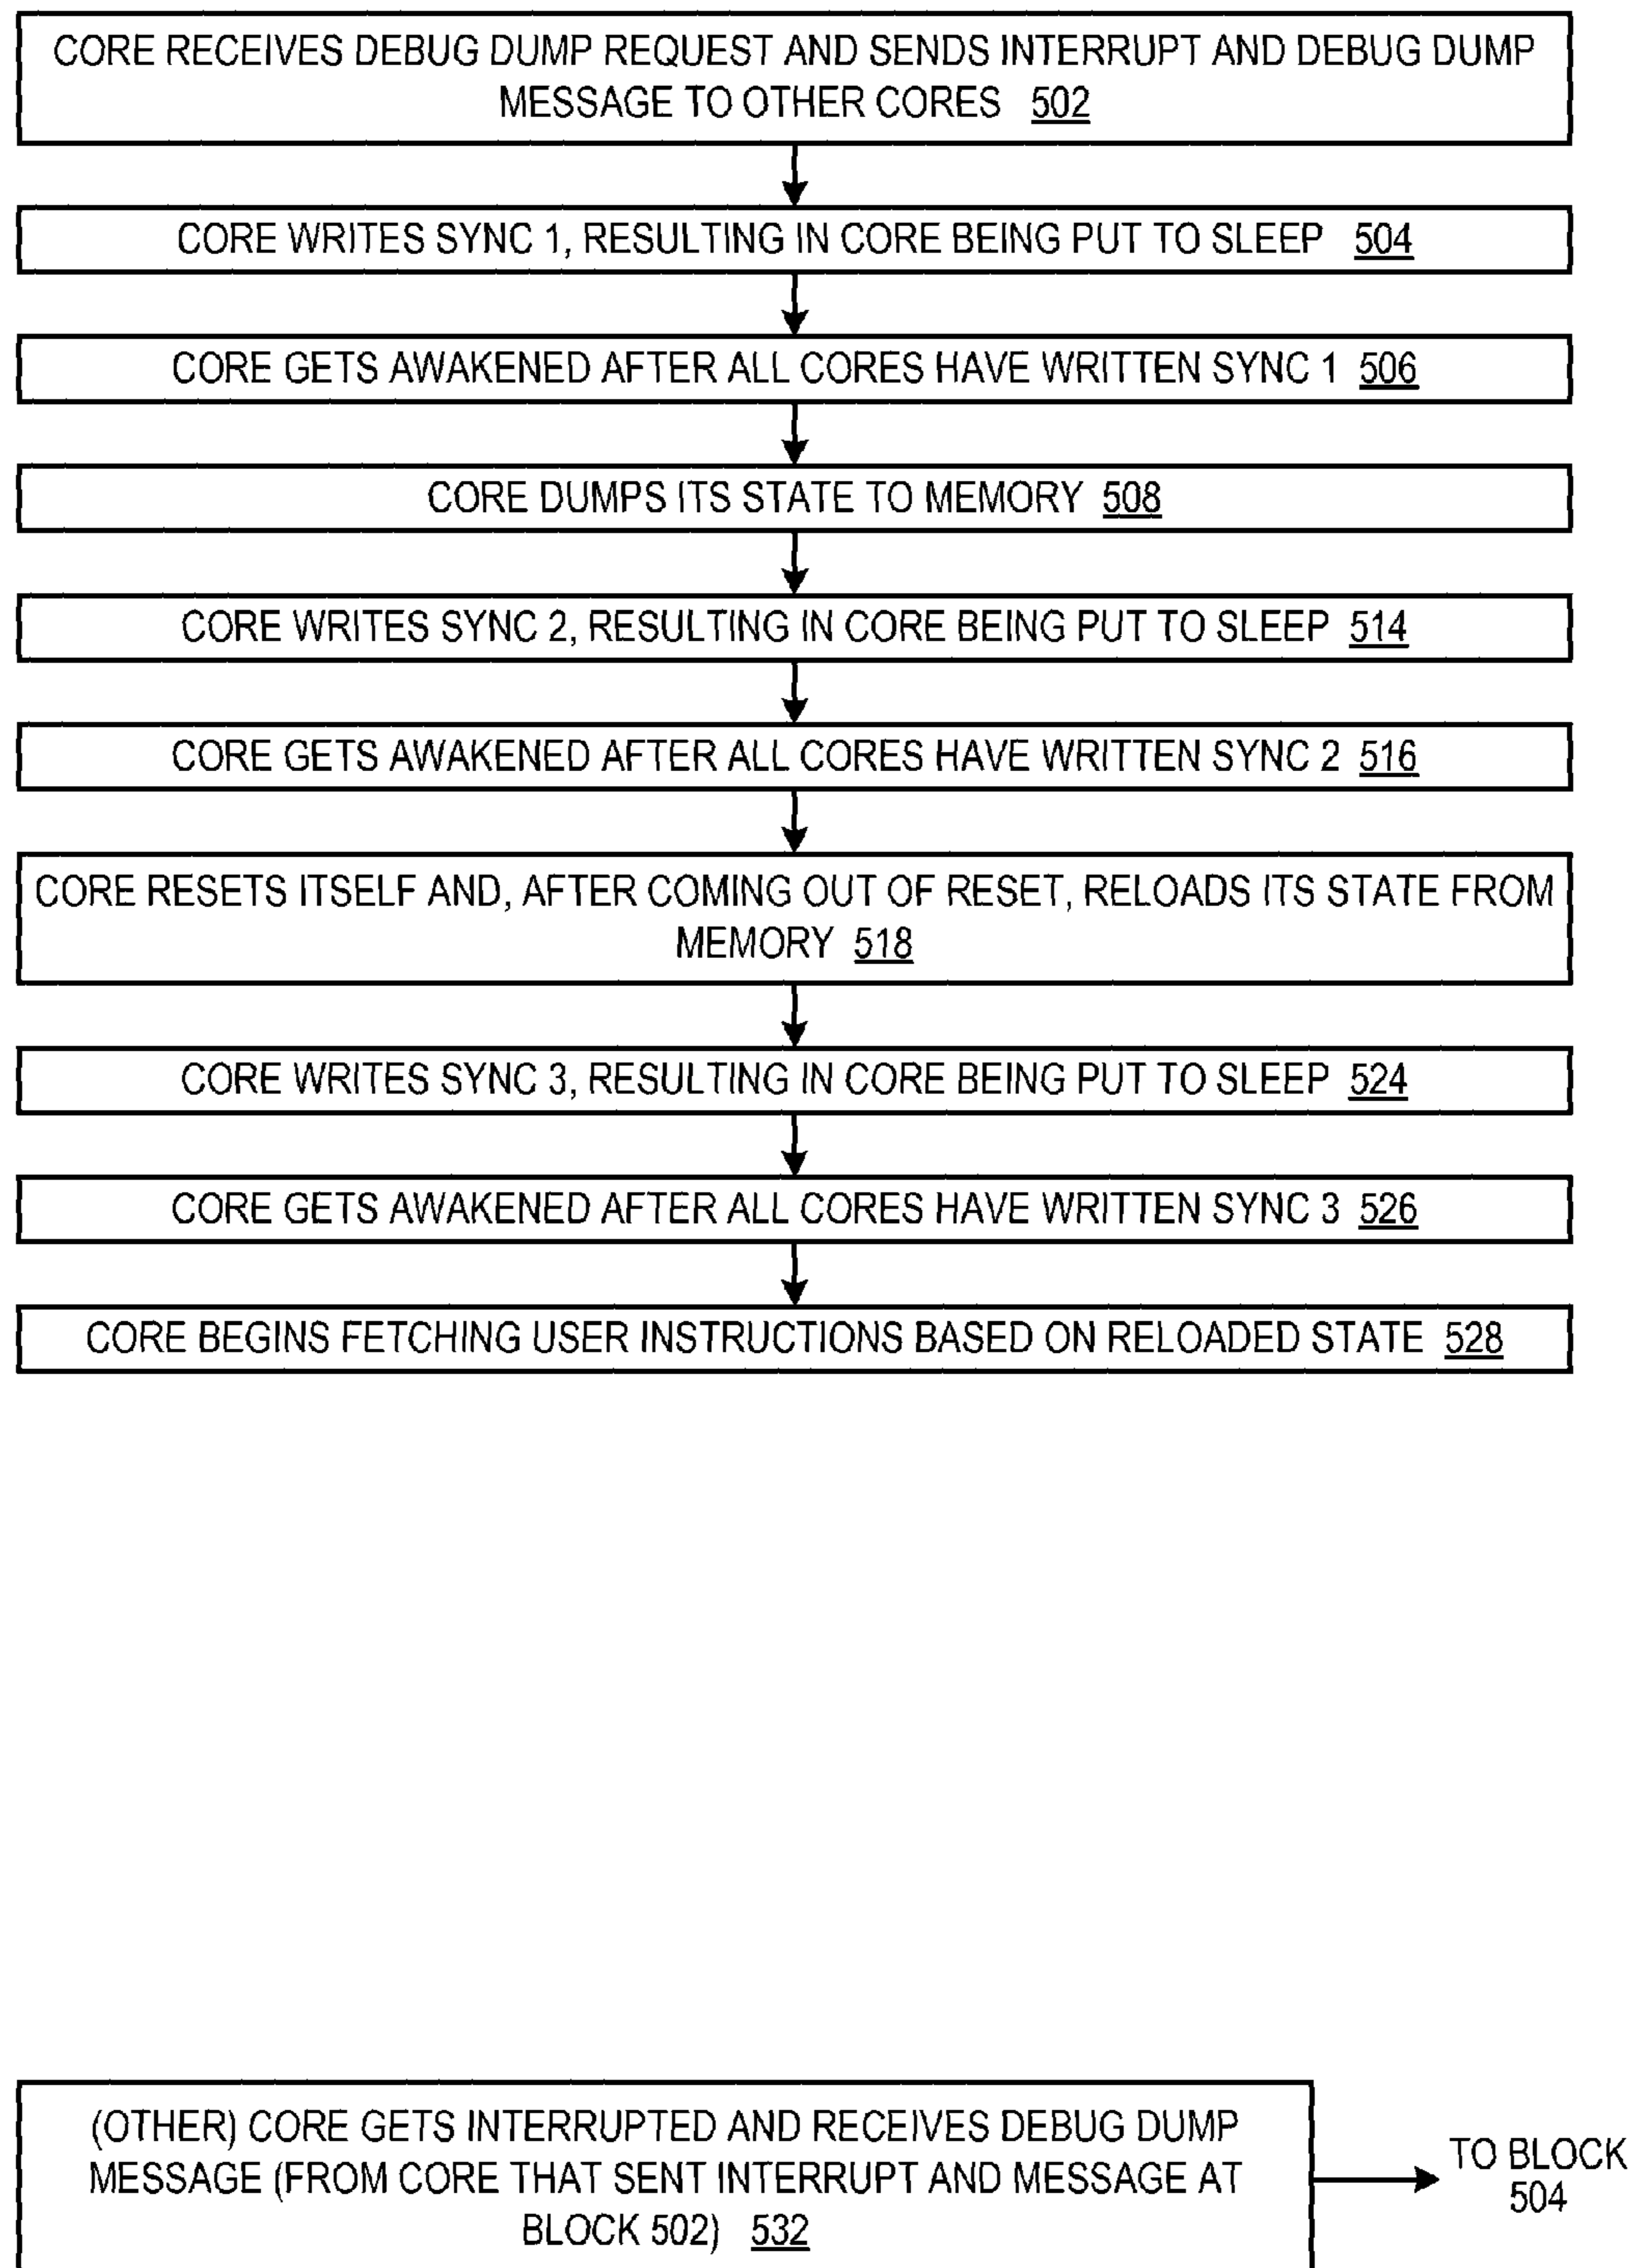 CORE RECEIVES DEBUG DUMP REQUEST AND SENDS INTERRUPT AND DEBUG DUMP
MESSAGE TO OTHER CORES 502
CORE WRITES SYNC 1, RESULTING IN CORE BEING PUT TO SLEEP 504
CORE GETS AWAKENED AFTER ALL CORES HAVE WRITTEN SYNC 1 506
CORE DUMPS ITS STATE TO MEMORY 508
CORE WRITES SYNC 2, RESULTING IN CORE BEING PUT TO SLEEP 514
CORE GETS AWAKENED AFTER ALL CORES HAVE WRITTEN SYNC 2 516
CORE RESETS ITSELF AND, AFTER COMING OUT OF RESET, RELOADS ITS STATE FROM
MEMORY 518
CORE WRITES SYNC 3, RESULTING IN CORE BEING PUT TO SLEEP 524
CORE GETS AWAKENED AFTER ALL CORES HAVE WRITTEN SYNC 3 526
CORE BEGINS FETCHING USER INSTRUCTIONS BASED ON RELOADED STATE 528
(OTHER) CORE GETS INTERRUPTED AND RECEIVES DEBUG DUMP
MESSAGE (FROM CORE THAT SENT INTERRUPT AND MESSAGE AT
BLOCK 502) 532
TO BLOCK
504